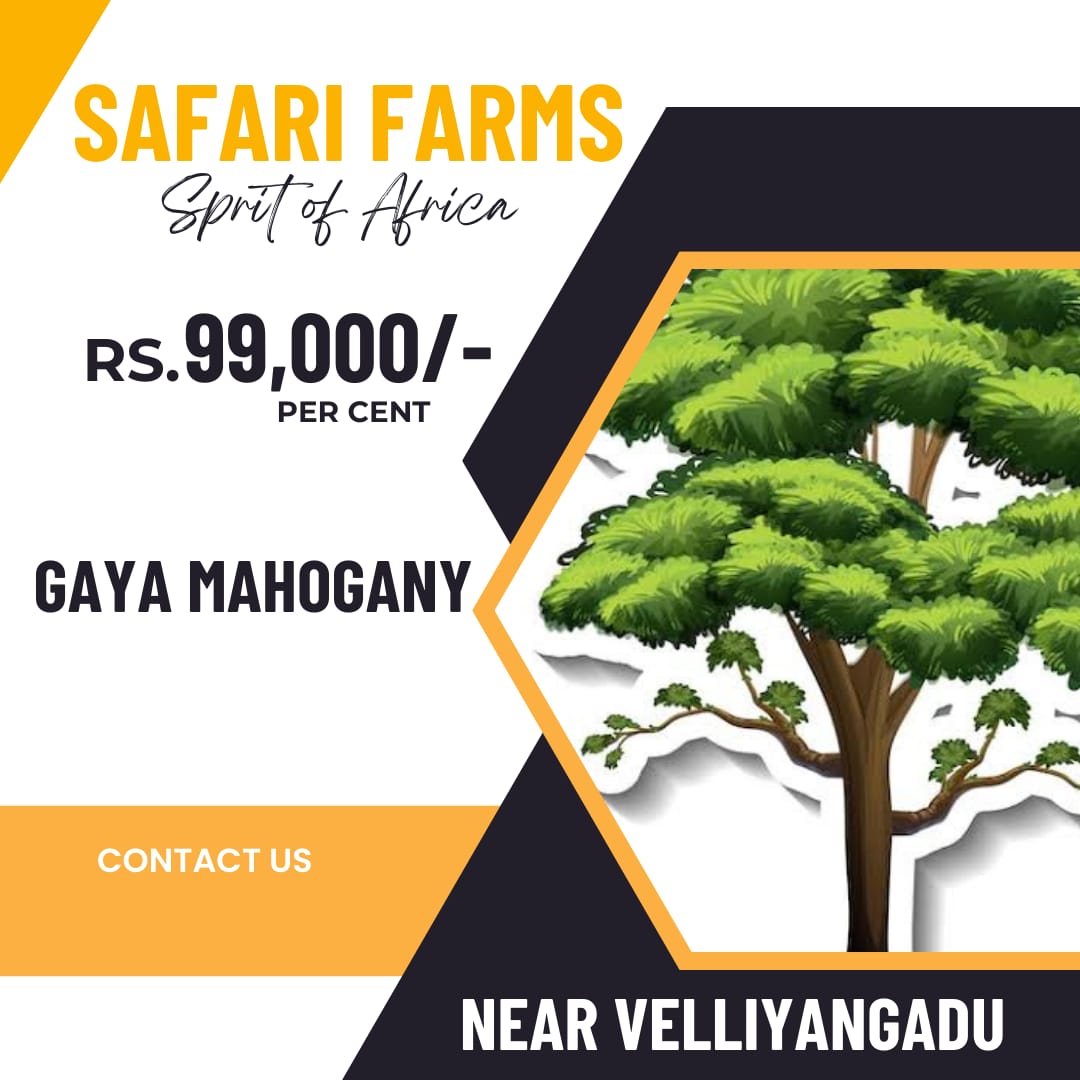 SAFARI FARMS
Sprit of Africa
RS.99,000/-
PER CENT
GAYA MAHOGANY
CONTACT US
NEAR VELLIYANGADU